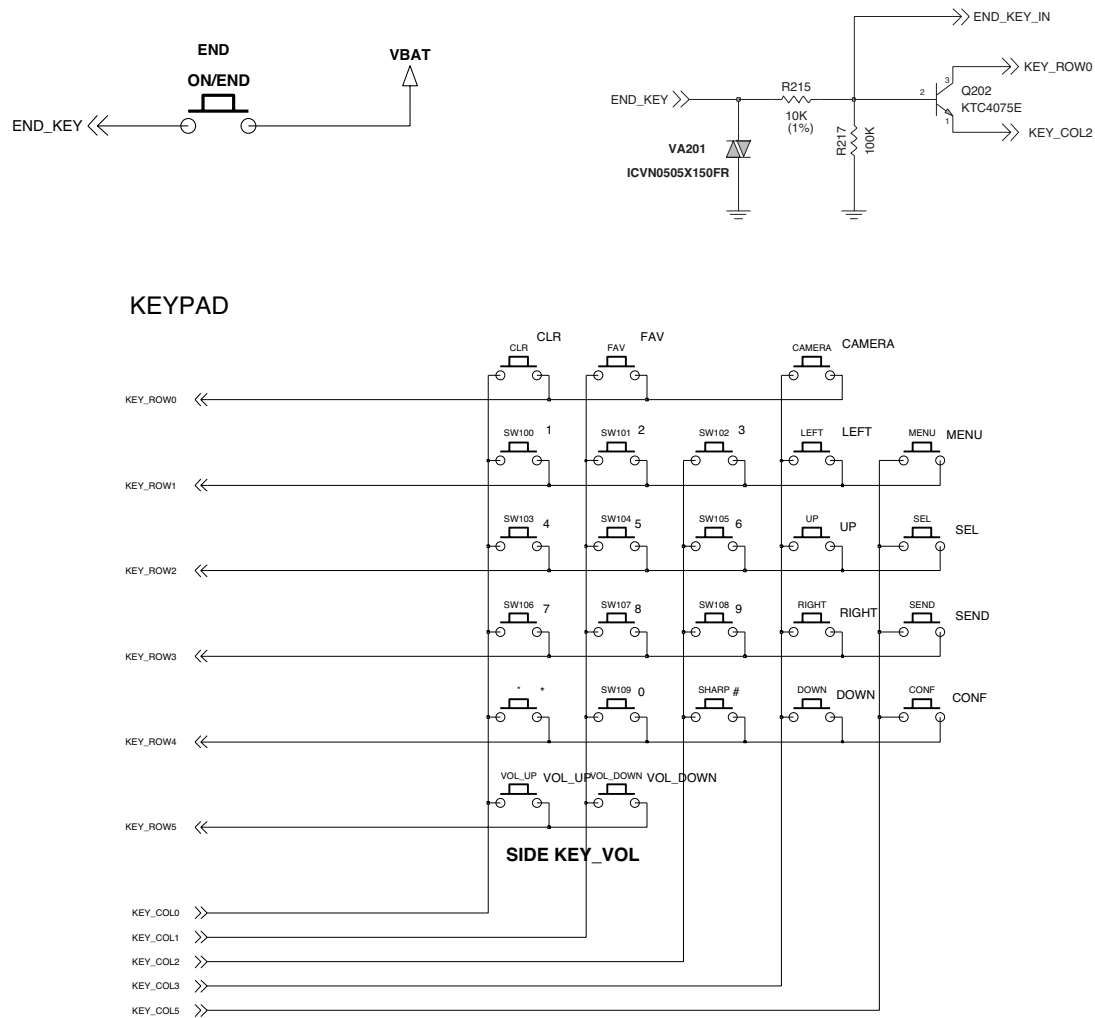 END
ON/END
VBAT
END_KEY
END_KEY_IN
KEY_ROW0
R215
3
Q202
END_KEY
2
KTC4075E
10K
(1%)
1
KEY_COL2
R217
100K
VA201
ICVN0505X150FR
KEYPAD
CLR CLR FAV FAV CAMERA CAMERA
KEY_ROW0
SW100 1 SW101 2 SW102 3 LEFT LEFT MENU MENU
KEY_ROW1
SW103 4 SW104 5 SW105 6 UP UP SEL SEL
KEY_ROW2
SW106 7 SW107 8 SW108 9 RIGHT RIGHT SEND SEND
KEY_ROW3
* * SW109 0 SHARP # DOWN DOWN CONF CONF
KEY_ROW4
VOL_UP VOL_UP VOL_DOWN VOL_DOWN
KEY_ROW5
SIDE KEY_VOL
KEY_COL0
KEY_COL1
KEY_COL2
KEY_COL3
KEY_COL5